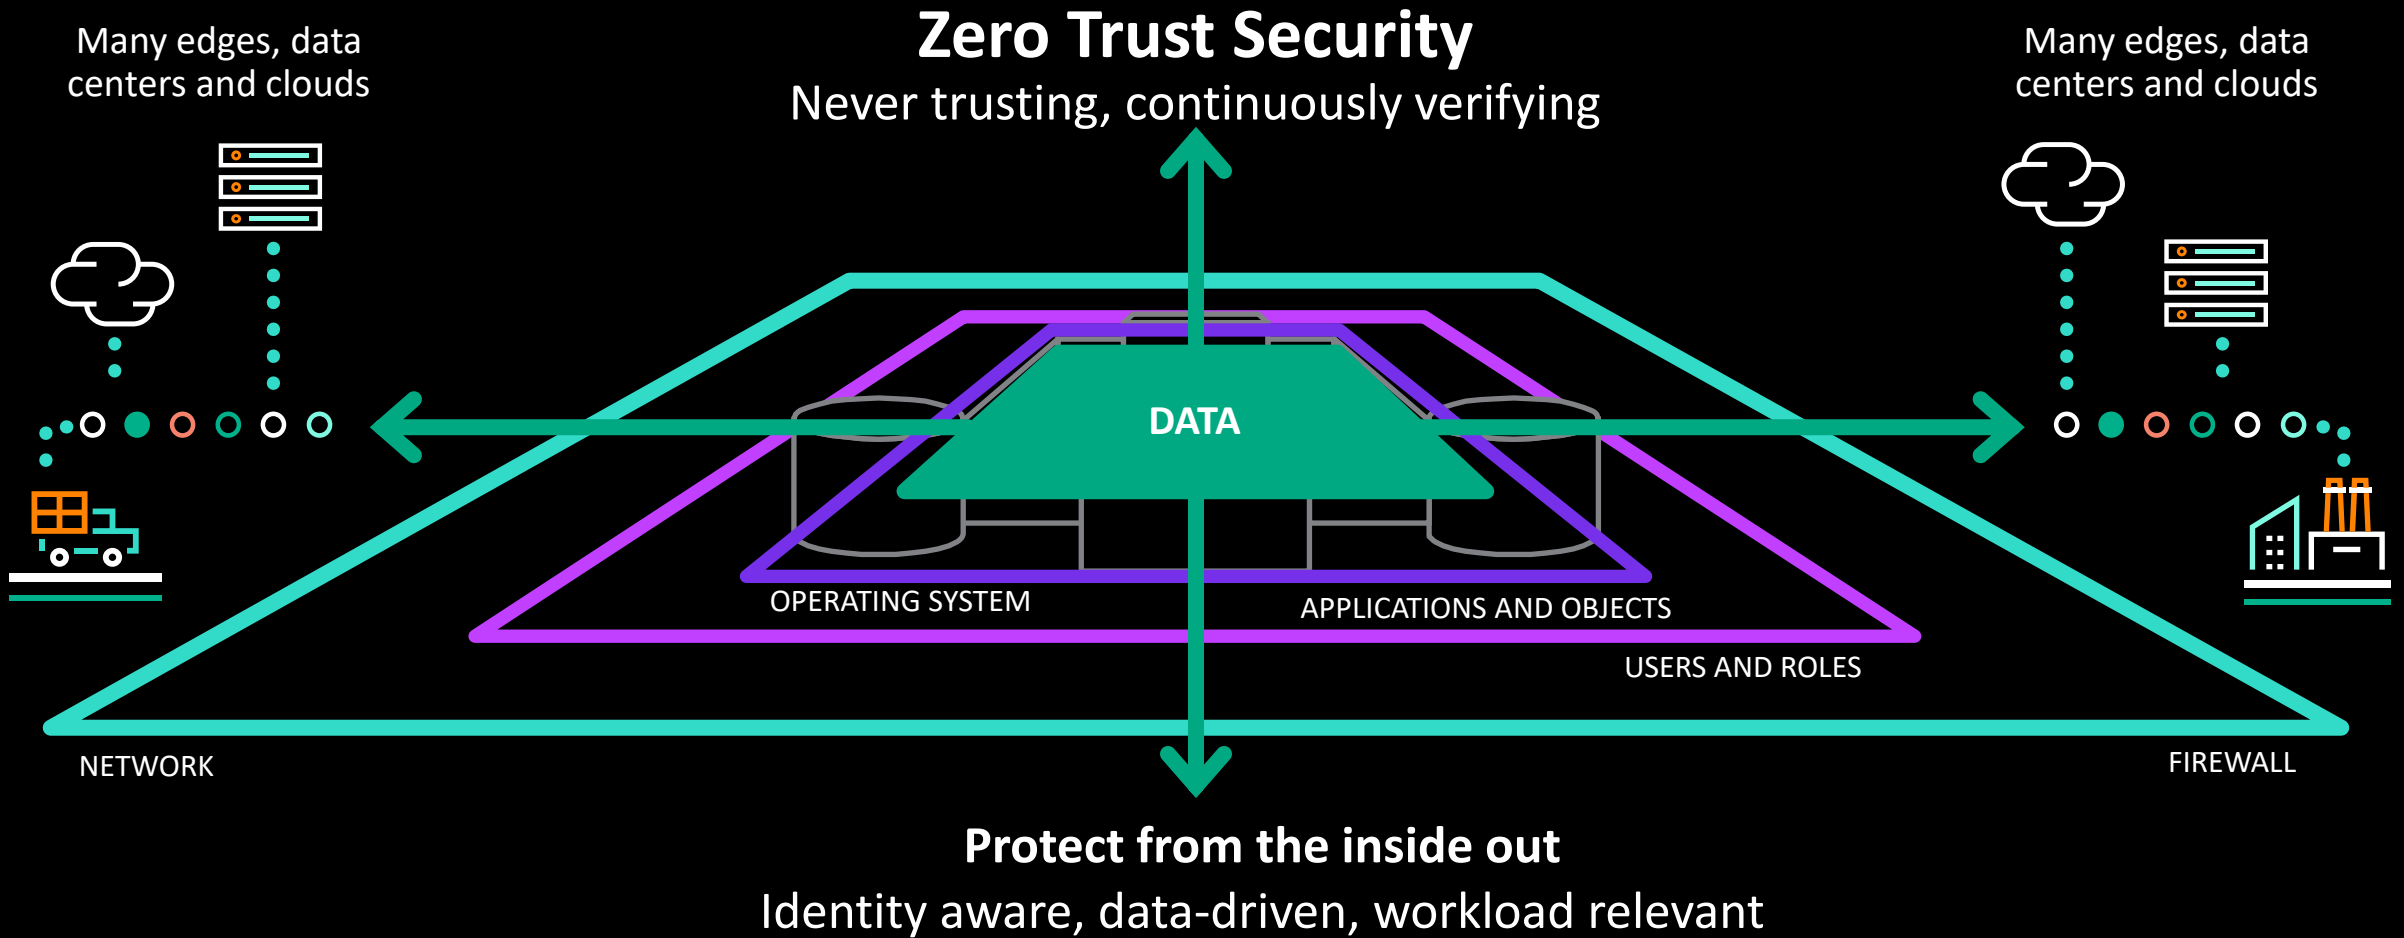 Zero Trust Security
Never trusting, continuously verifying
Many edges, data
centers and clouds
Many edges, data
centers and clouds
DATA
OPERATING SYSTEM
APPLICATIONS AND OBJECTS
USERS AND ROLES
NETWORK
FIREWALL
Protect from the inside out
Identity aware, data-driven, workload relevant